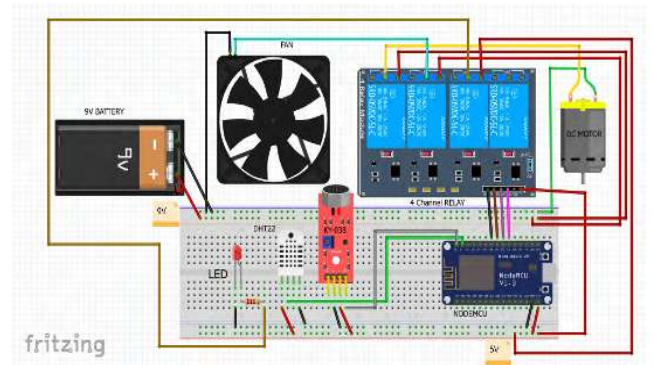 FAN
9V BATTERY
9v
DC MOTOR
4 Channel RELAY
9V
DHT22
KY-038
LED
NodeMCU
V1.0
NODEMCU
5V
fritzing